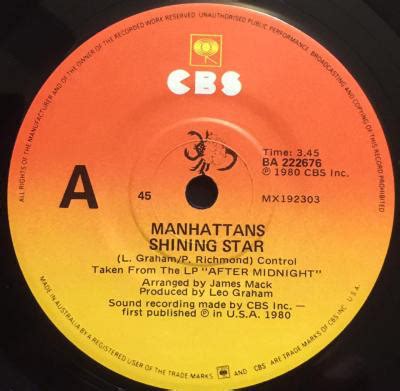 ALL RIGHTS OF THE MANUFACTURER AND OF THE OWNER OF THE RECORDED WORK RESERVED. UNAUTHORISED PUBLIC PERFORMANCE BROADCASTING AND COPYING OF THIS RECORD PROHIBITED
CBS
Time: 3.45
BA 222676
℗ 1980 CBS Inc.
A
45
MX192303
MANHATTANS
SHINING STAR
(L. Graham/P. Richmond) Control
Taken From The LP "AFTER MIDNIGHT"
Arranged by James Mack
Produced by Leo Graham
Sound recording made by CBS Inc. —
first published ℗ in U.S.A. 1980
MADE IN AUSTRALIA BY A REGISTERED USER OF THE TRADE MARKS AND CBS ARE TRADE MARKS OF CBS INC. U.S.A.